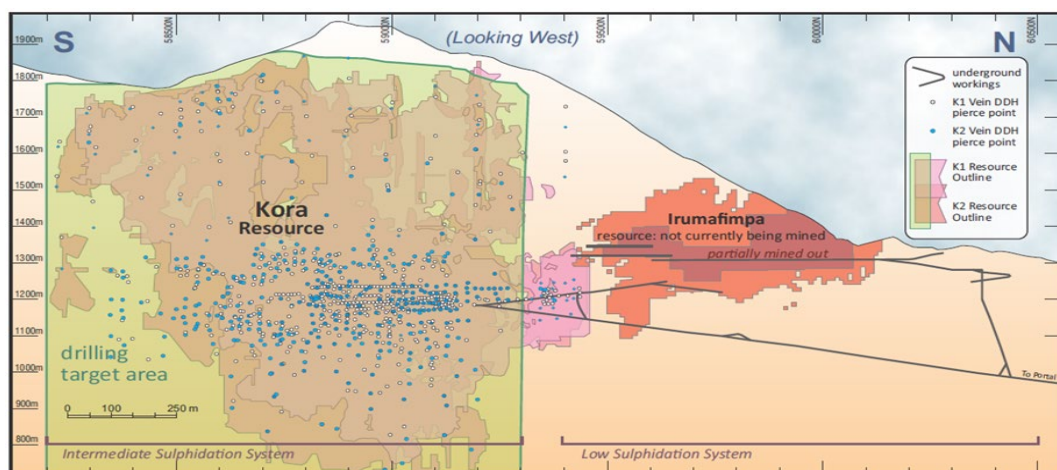 58500N
59000N
59500N
60000N
60500N
S
(Looking West)
N
1900m
1800m
1700m
1600m
1500m
1400m
1300m
1200m
1100m
1000m
900m
800m
underground
workings
K1 Vein DDH
pierce point
K2 Vein DDH
pierce point
K1 Resource
Outline
K2 Resource
Outline
Kora
Resource
Irumafimpa
resource: not currently being mined
partially mined out
drilling
target area
0 100 250 m
To Portal
Intermediate Sulphidation System
Low Sulphidation System